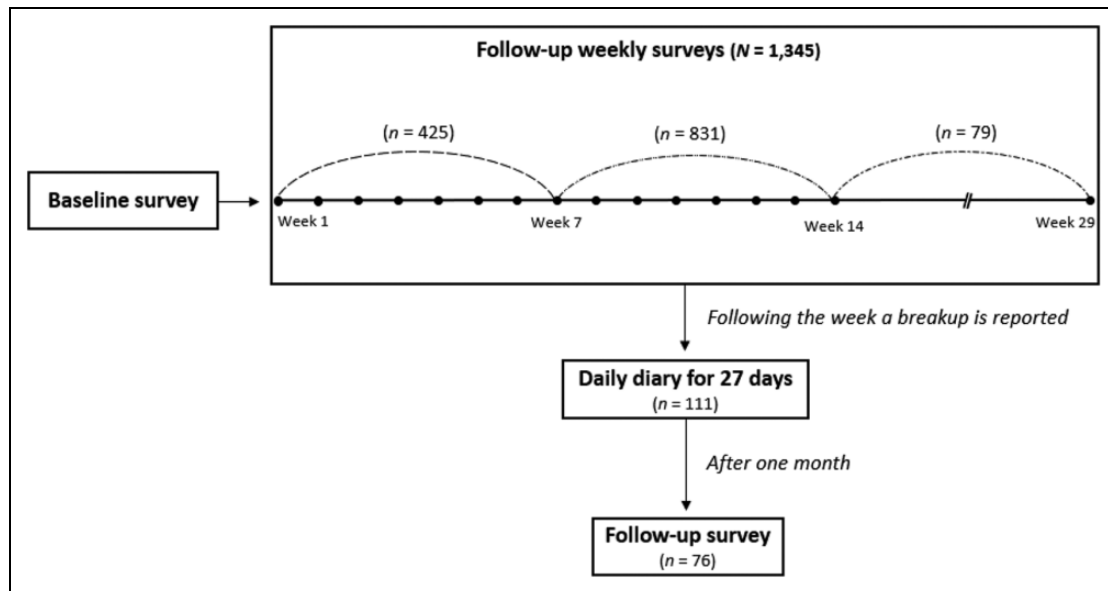 Follow-up weekly surveys (N = 1,345)
(n = 425)
(n = 831)
(n = 79)
Baseline survey
Week 1
Week 7
Week 14
Week 29
Following the week a breakup is reported
Daily diary for 27 days
(n = 111)
After one month
Follow-up survey
(n = 76)